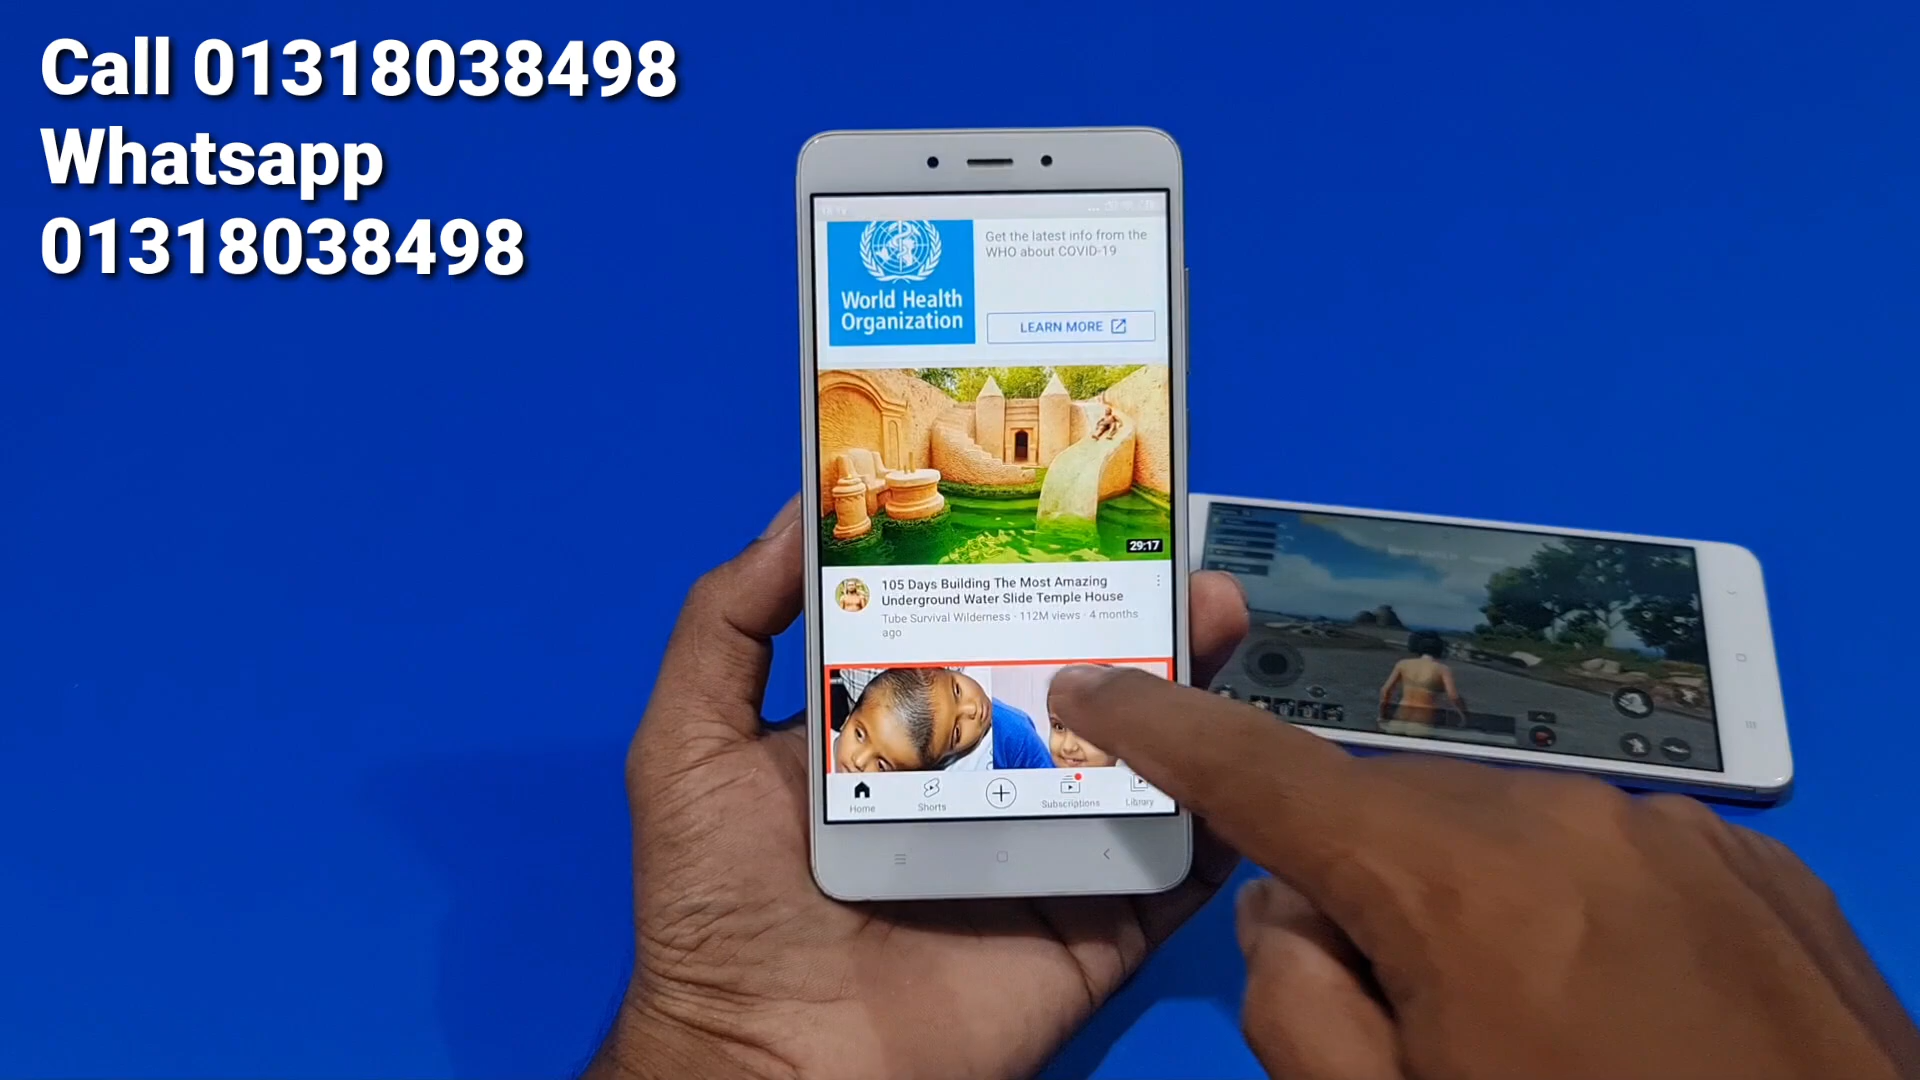 Call 01318038498
Whatsapp
01318038498
Get the latest info from the
WHO about COVID-19
World Health
Organization
LEARN MORE
29:17
105 Days Building The Most Amazing
Underground Water Slide Temple House
Tube Survival Wilderness · 112M views · 4 months
ago
Home
Shorts
Subscriptions
Library